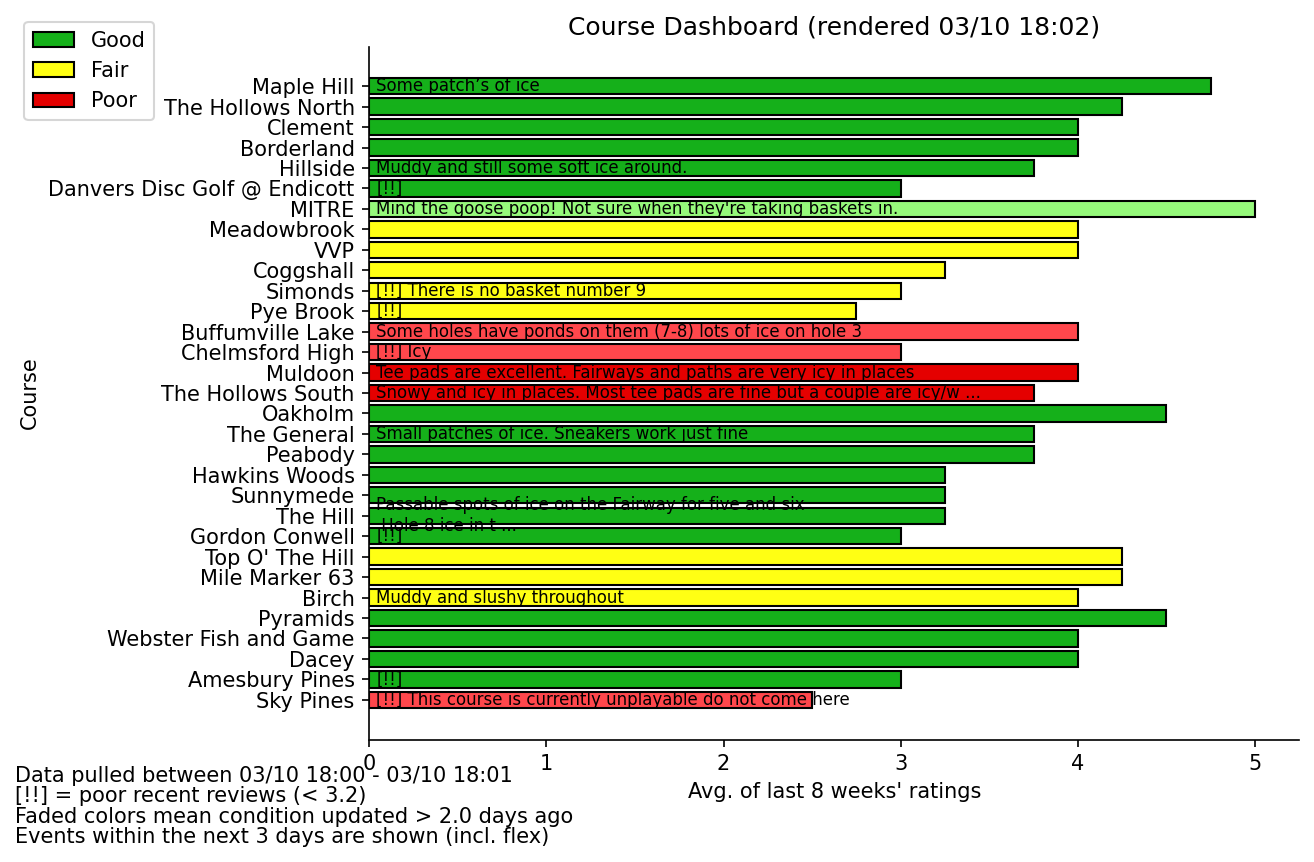 Course Dashboard (rendered 03/10 18:02)
Good
Fair
Poor
Course
Maple Hill Some patch’s of ice
The Hollows North
Clement
Borderland
Hillside Muddy and still some soft ice around.
Danvers Disc Golf @ Endicott [!!]
MITRE Mind the goose poop! Not sure when they're taking baskets in.
Meadowbrook
VVP
Coggshall
Simonds [!!] There is no basket number 9
Pye Brook [!!]
Buffumville Lake Some holes have ponds on them (7-8) lots of ice on hole 3
Chelmsford High [!!] Icy
Muldoon Tee pads are excellent. Fairways and paths are very icy in places
The Hollows South Snowy and icy in places. Most tee pads are fine but a couple are icy/w ...
Oakholm
The General Small patches of ice. Sneakers work just fine
Peabody
Hawkins Woods
Sunnymede
The Hill Passable spots of ice on the Fairway for five and six
Hole 8 ice in t ...
Gordon Conwell [!!]
Top O' The Hill
Mile Marker 63
Birch Muddy and slushy throughout
Pyramids
Webster Fish and Game
Dacey
Amesbury Pines [!!]
Sky Pines [!!] This course is currently unplayable do not come here
0 1 2 3 4 5
Avg. of last 8 weeks' ratings
Data pulled between 03/10 18:00 - 03/10 18:01
[!!] = poor recent reviews (< 3.2)
Faded colors mean condition updated > 2.0 days ago
Events within the next 3 days are shown (incl. flex)